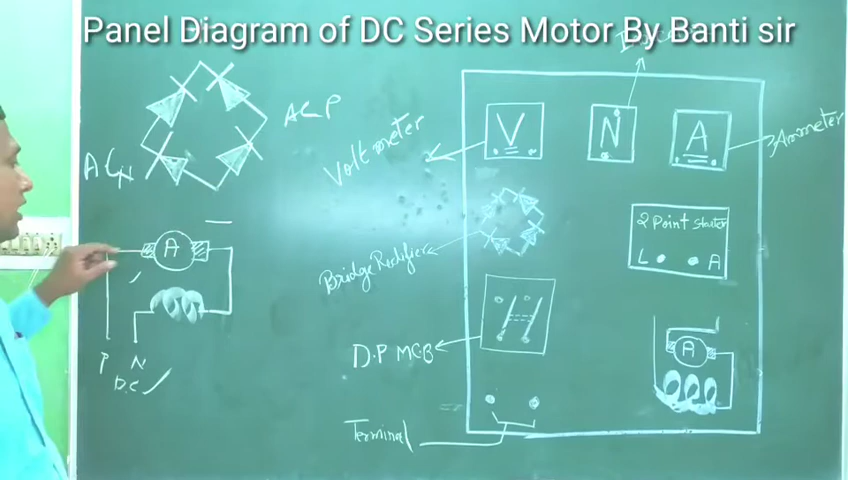 Panel Diagram of DC Series Motor By Banti sir
AC P
AC N
A
P N
D.C
Volt meter
V
N
A
Ammeter
Bridge Rectifier
2 Point Starter
L A
D.P MCB
A
Terminal